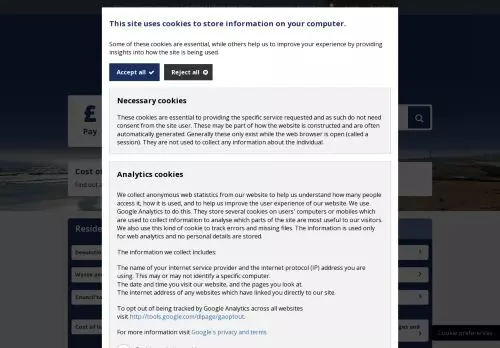 This site uses cookies to store information on your computer.
Some of these cookies are essential, while others help us to improve your experience by providing
insights into how the site is being used.
Accept all
Reject all
£
Pay
Necessary cookies
These cookies are essential to providing the specific service requested and as such do not need
consent from the site user. These may be part of how the website is constructed and are often
automatically generated. Generally these only exist while the web browser is open (called a
session). They are not used to collect any information about the individual.
Analytics cookies
Cost of
Find out a
We collect anonymous web statistics from our website to help us understand how many people
access it, how it is used, and to help us improve the user experience of our website. We use
Google Analytics to do this. They store several cookies on users' computers or mobiles which
are used to collect information to analyse which parts of the site are most useful to our visitors.
We also use this kind of cookie to track errors and missing files. The information is used only
for web analytics and no personal details are stored.
Reside
The information we collect includes:
The name of your internet service provider and the internet protocol (IP) address you are
using. This may or may not identify a specific computer.
The date and time you visit our website, and the pages you look at.
The internet address of any websites which have linked you directly to our site.
Waste an
Council ta
To opt out of being tracked by Google Analytics across all websites
visit http://tools.google.com/dlpage/gaoptout.
Cost of l
ges and
For more information visit Google's privacy and terms
Cookie preferences